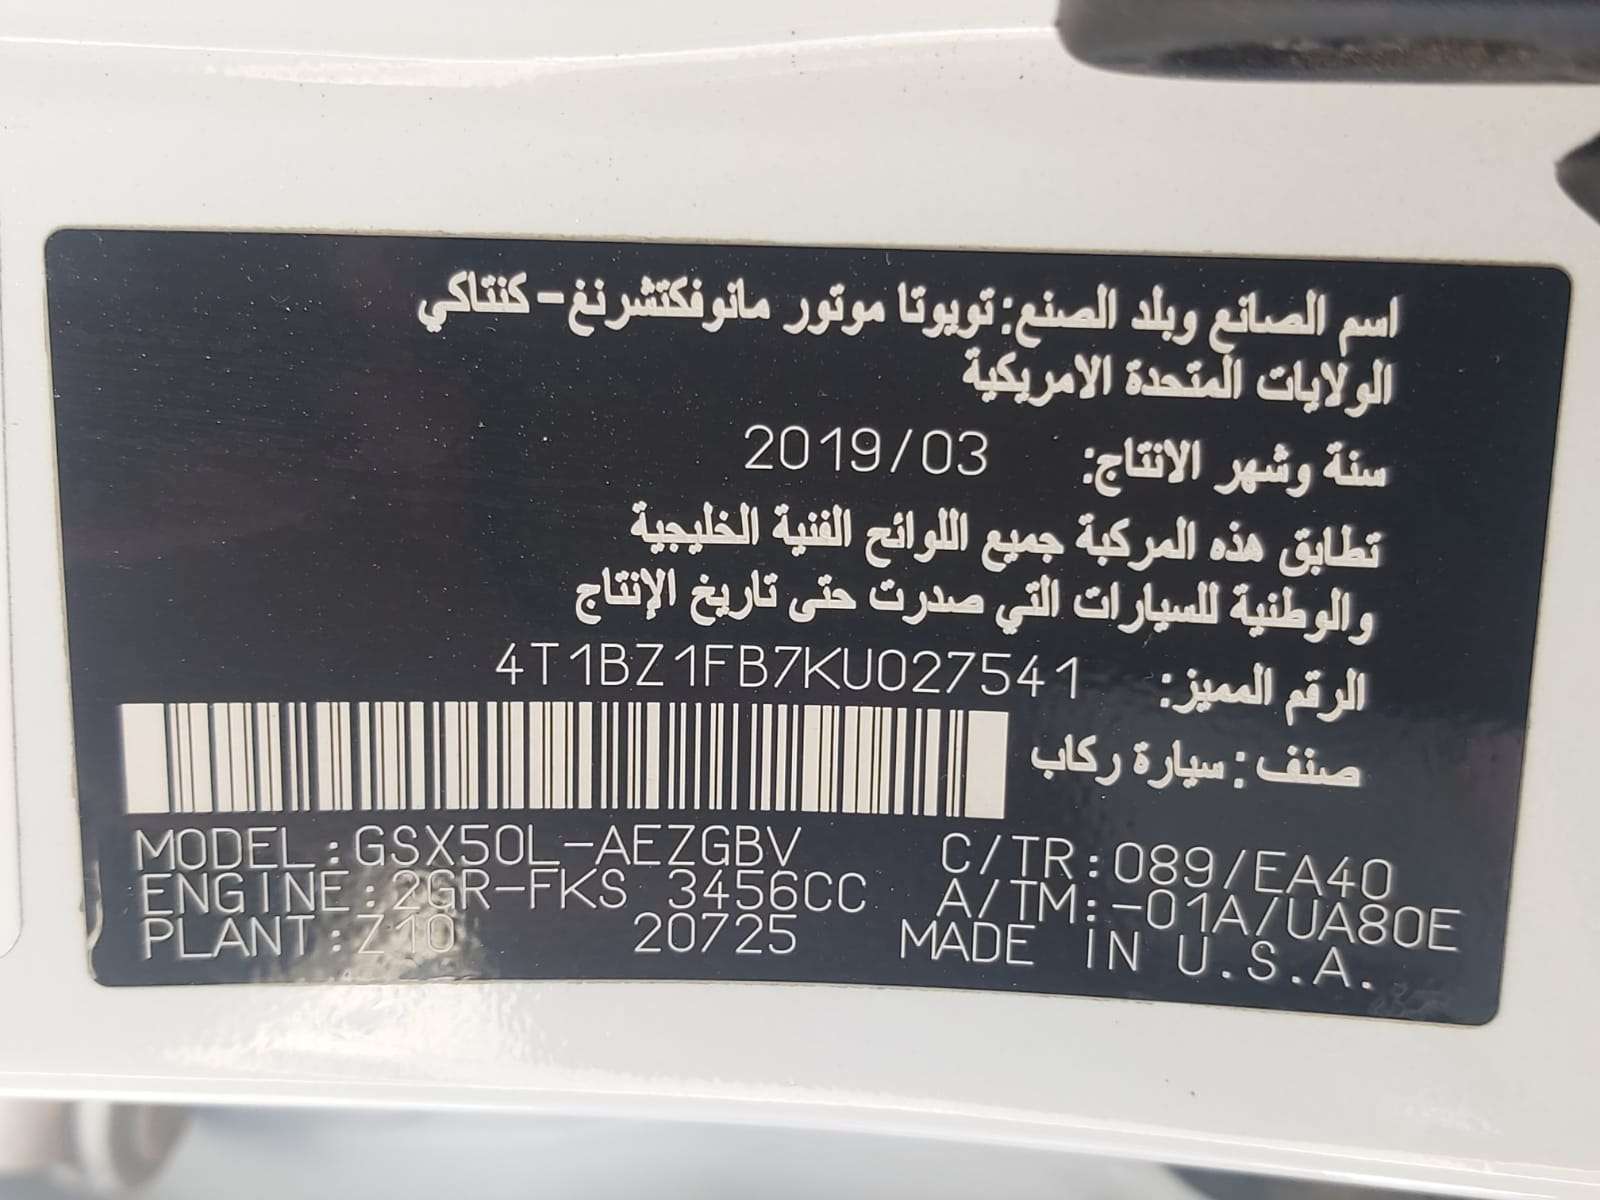 اسم الصانع وبلد الصنع: تويوتا موتور مانوفكتشرنغ - كنتاكي
الولايات المتحدة الامريكية
سنة وشهر الانتاج: 2019/03
تطابق هذه المركبة جميع اللوائح الفنية الخليجية
والوطنية للسيارات التي صدرت حتى تاريخ الإنتاج
الرقم المميز: 4T1BZ1FB7KU027541
صنف: سيارة ركاب
MODEL:GSX50L-AEZGBV C/TR:089/EA40
ENGINE:2GR-FKS 3456CC A/TM:-01A/UA80E
PLANT:Z10 20725 MADE IN U.S.A.